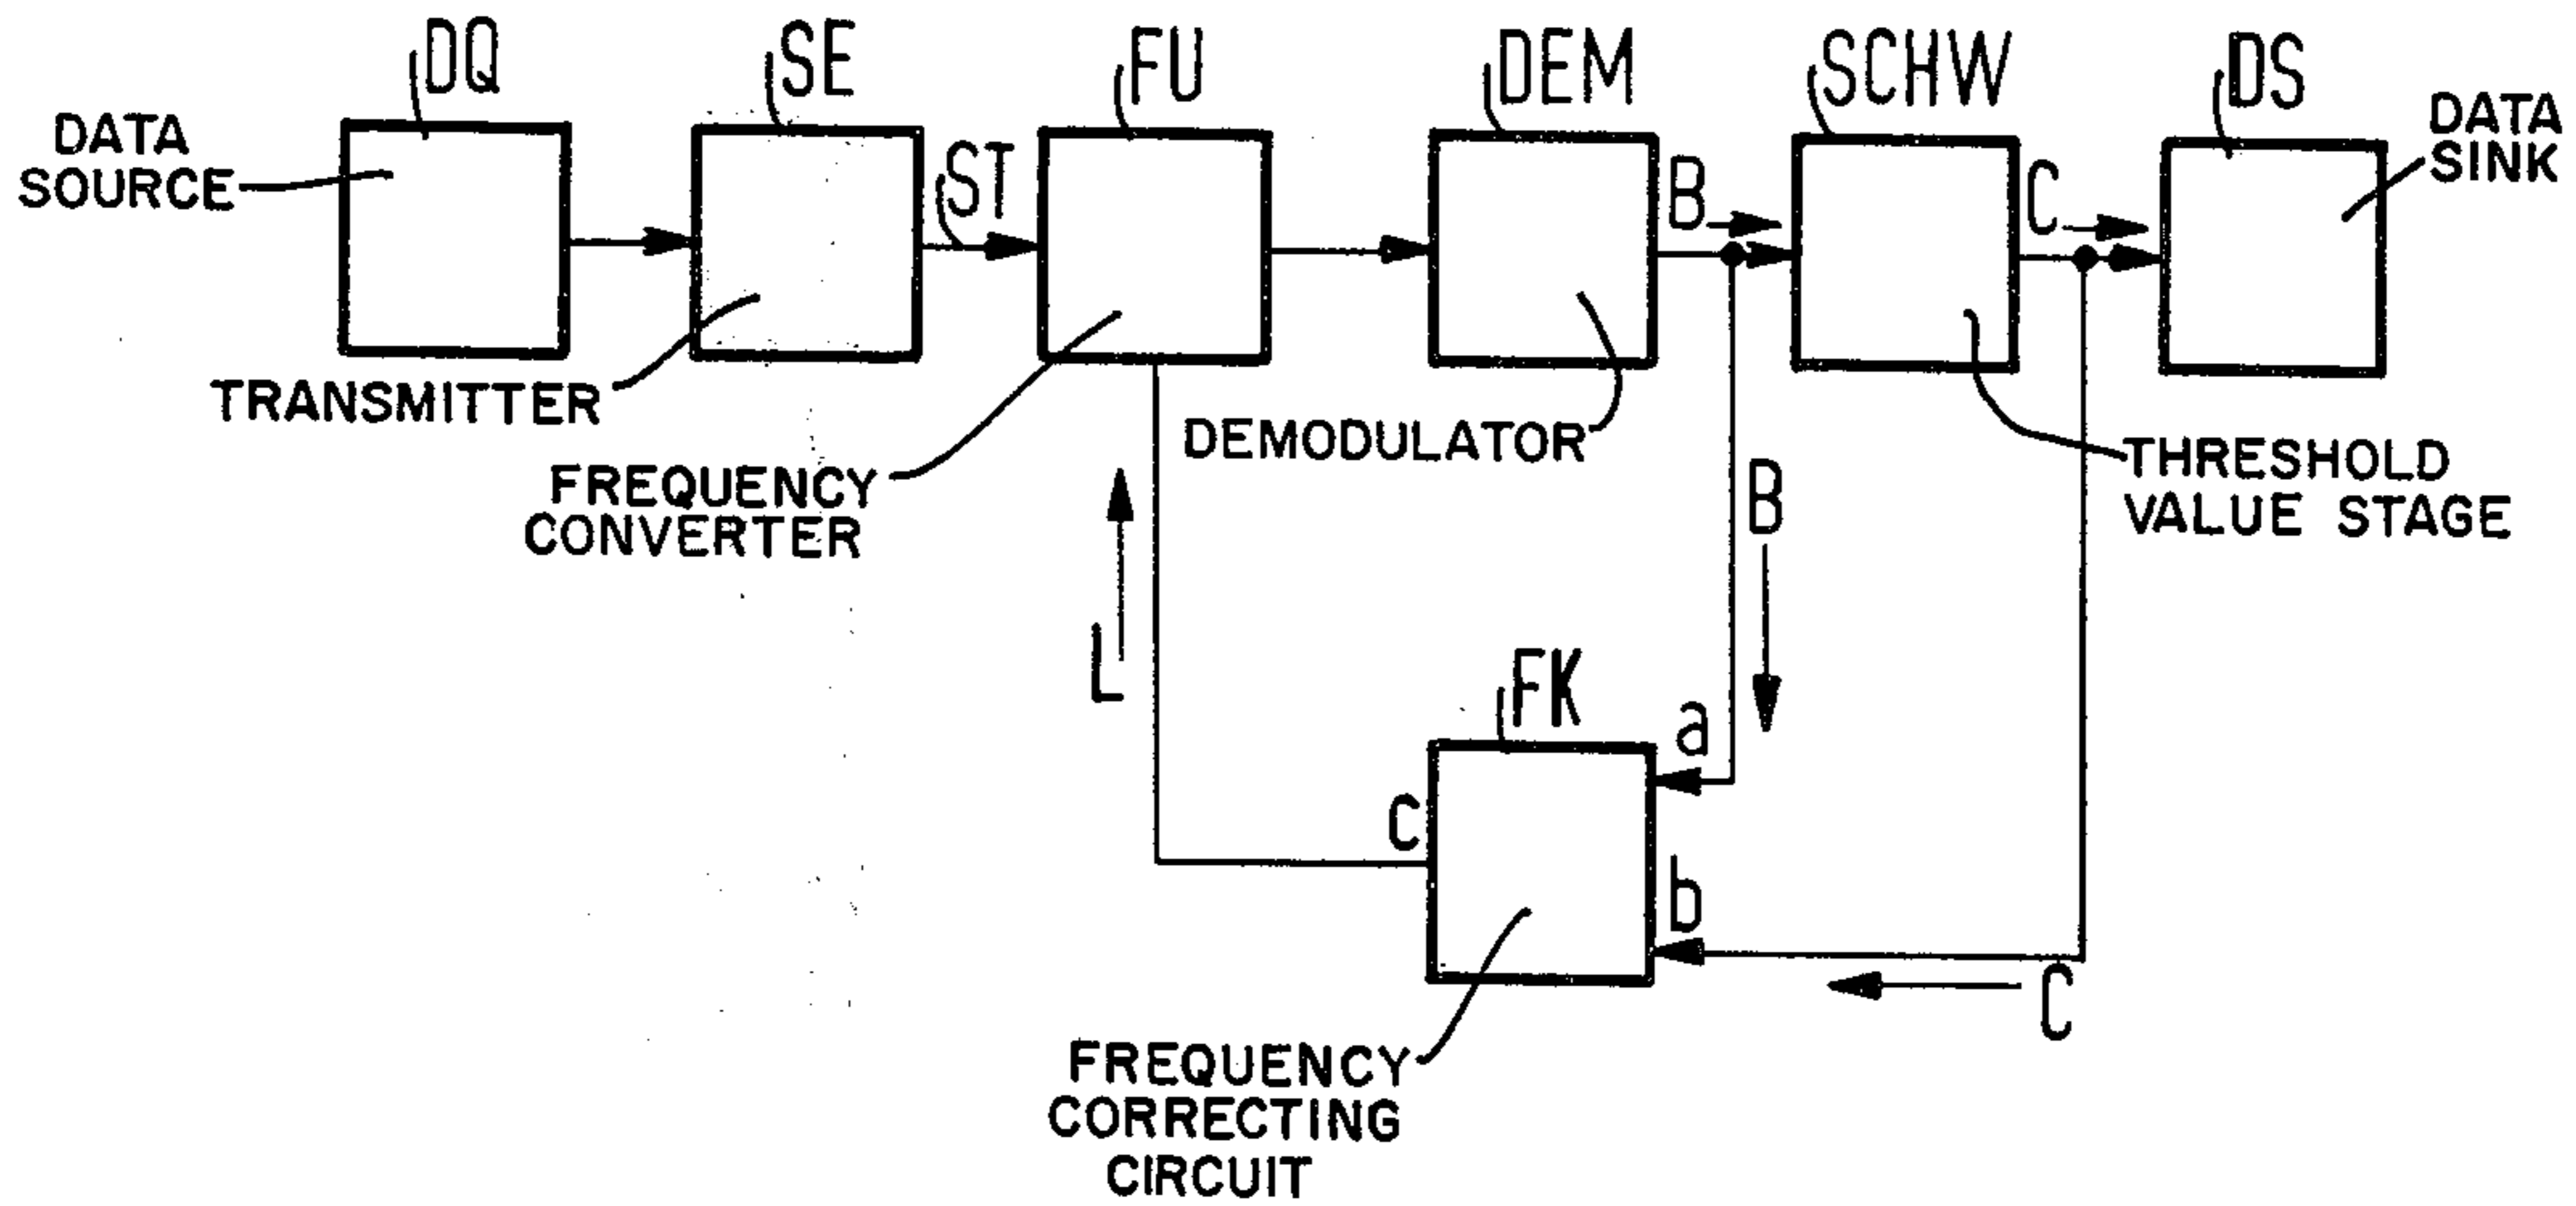 DQ
SE
FU
DEM
SCHW
DS
DATA
SOURCE
DATA
SINK
ST
B
C
TRANSMITTER
FREQUENCY
CONVERTER
DEMODULATOR
THRESHOLD
VALUE STAGE
B
L
FK
a
c
b
C
FREQUENCY
CORRECTING
CIRCUIT